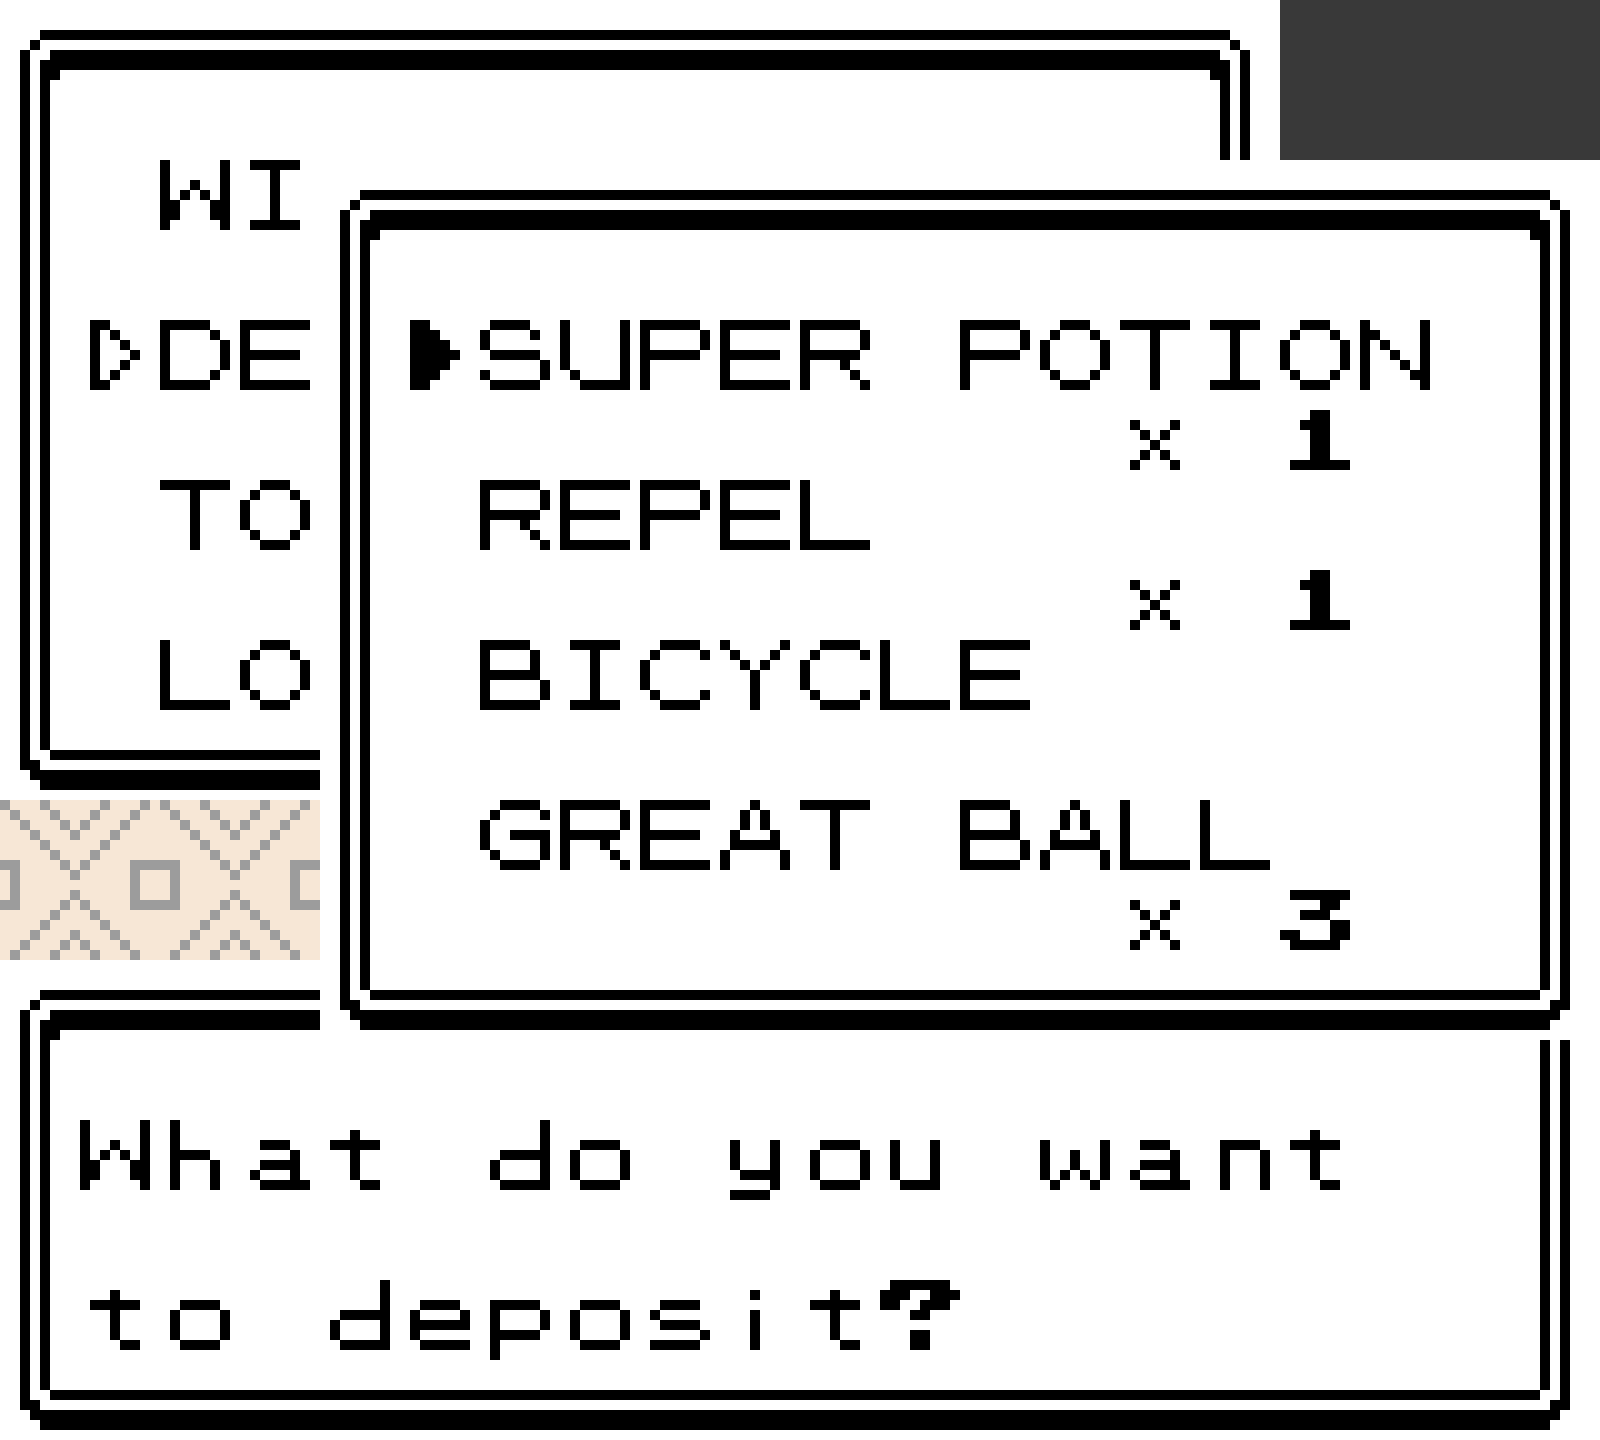 WI
▷DE
TO
LO
▶SUPER POTION
× 1
REPEL
× 1
BICYCLE
GREAT BALL
× 3
What do you want
to deposit?